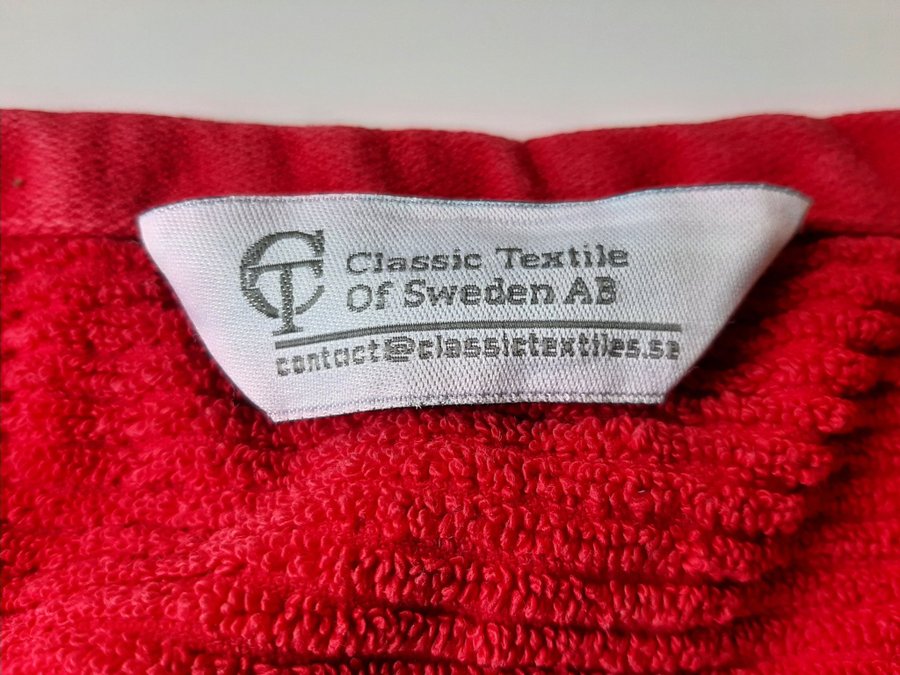 CT
Classic Textile
Of Sweden AB
contact@classictextiles.se